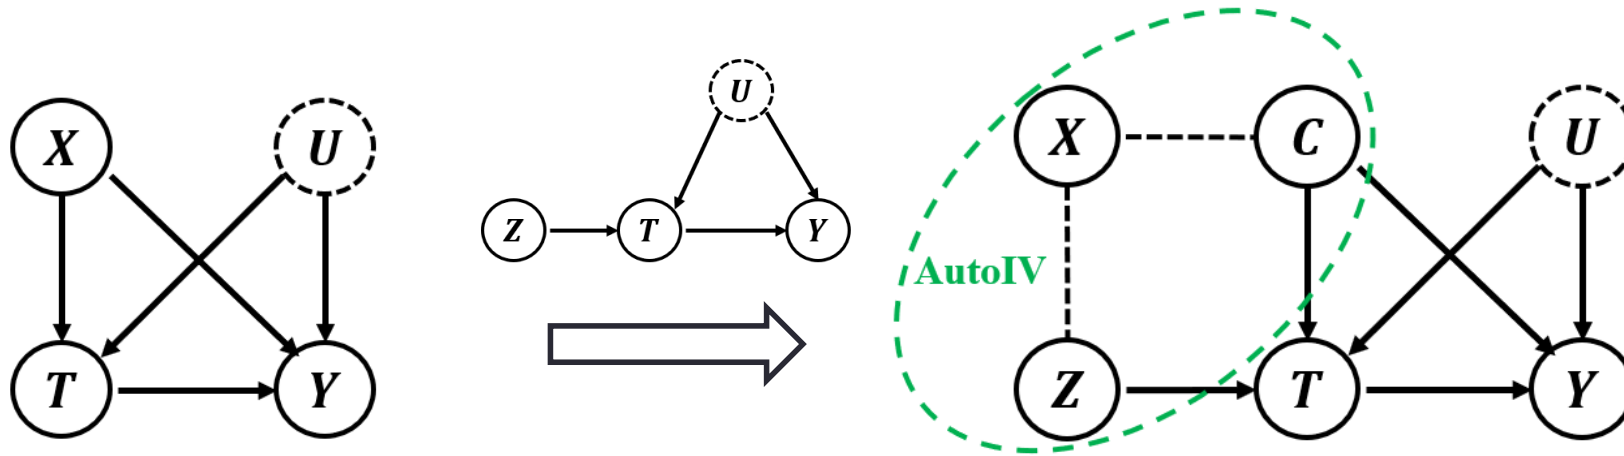 X U
T Y
U
Z T Y
X C U
AutoIV
Z T Y